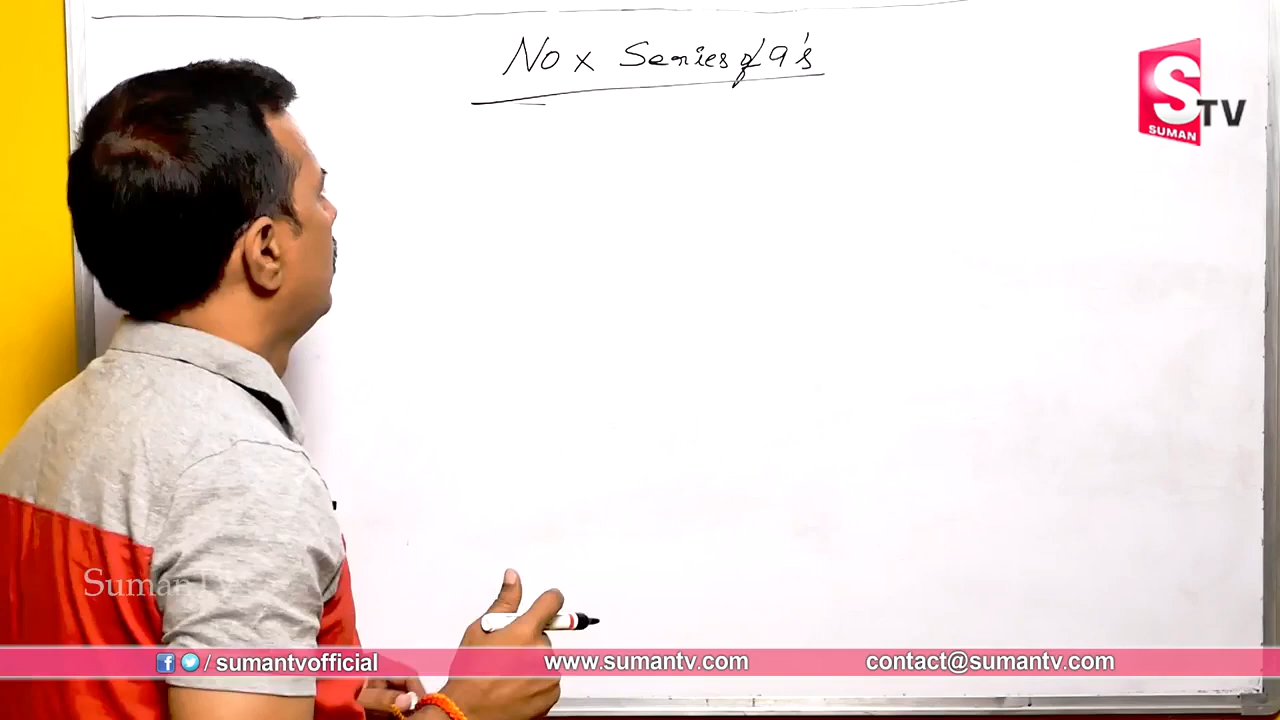 No x Series of 9's
S TV
SUMAN
SumanTV
/ sumantvofficial
www.sumantv.com
contact@sumantv.com